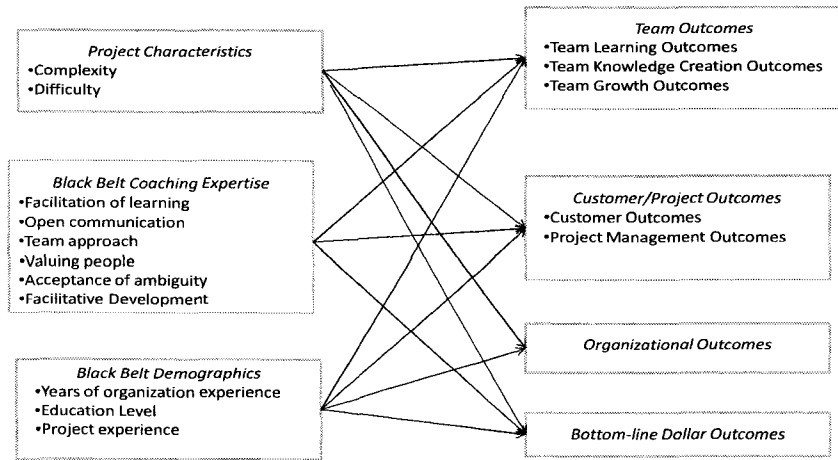 Project Characteristics
•Complexity
•Difficulty
Black Belt Coaching Expertise
•Facilitation of learning
•Open communication
•Team approach
•Valuing people
•Acceptance of ambiguity
•Facilitative Development
Black Belt Demographics
•Years of organization experience
•Education Level
•Project experience
Team Outcomes
•Team Learning Outcomes
•Team Knowledge Creation Outcomes
•Team Growth Outcomes
Customer/Project Outcomes
•Customer Outcomes
•Project Management Outcomes
Organizational Outcomes
Bottom-line Dollar Outcomes